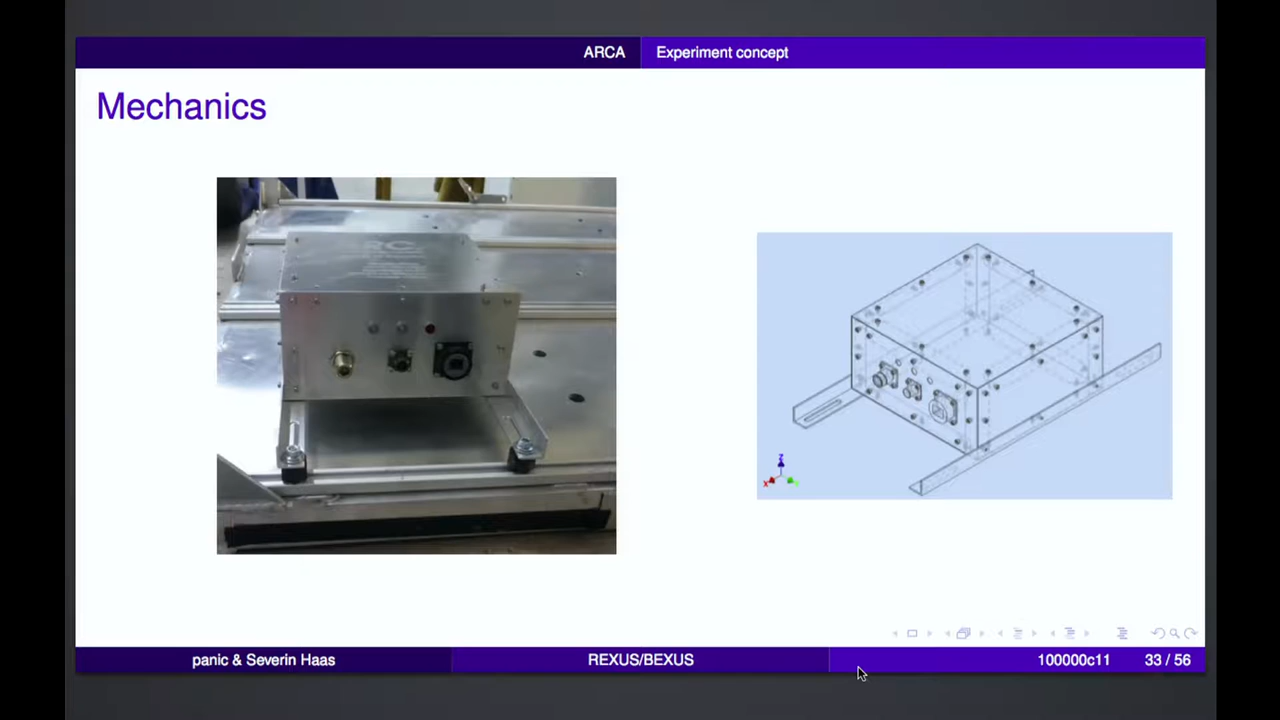 ARCA
Experiment concept
Mechanics
z
x
panic & Severin Haas
REXUS/BEXUS
100000c11
33 / 56